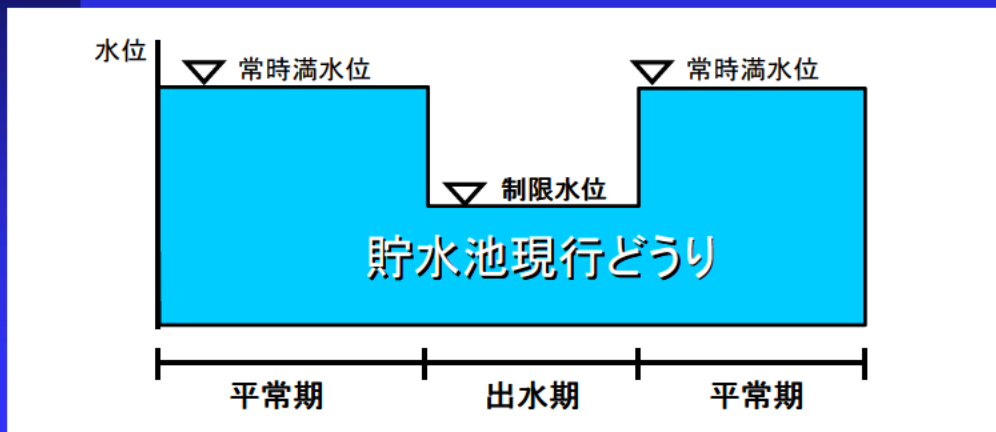 水位
常時満水位
常時満水位
制限水位
貯水池現行どうり
平常期
出水期
平常期